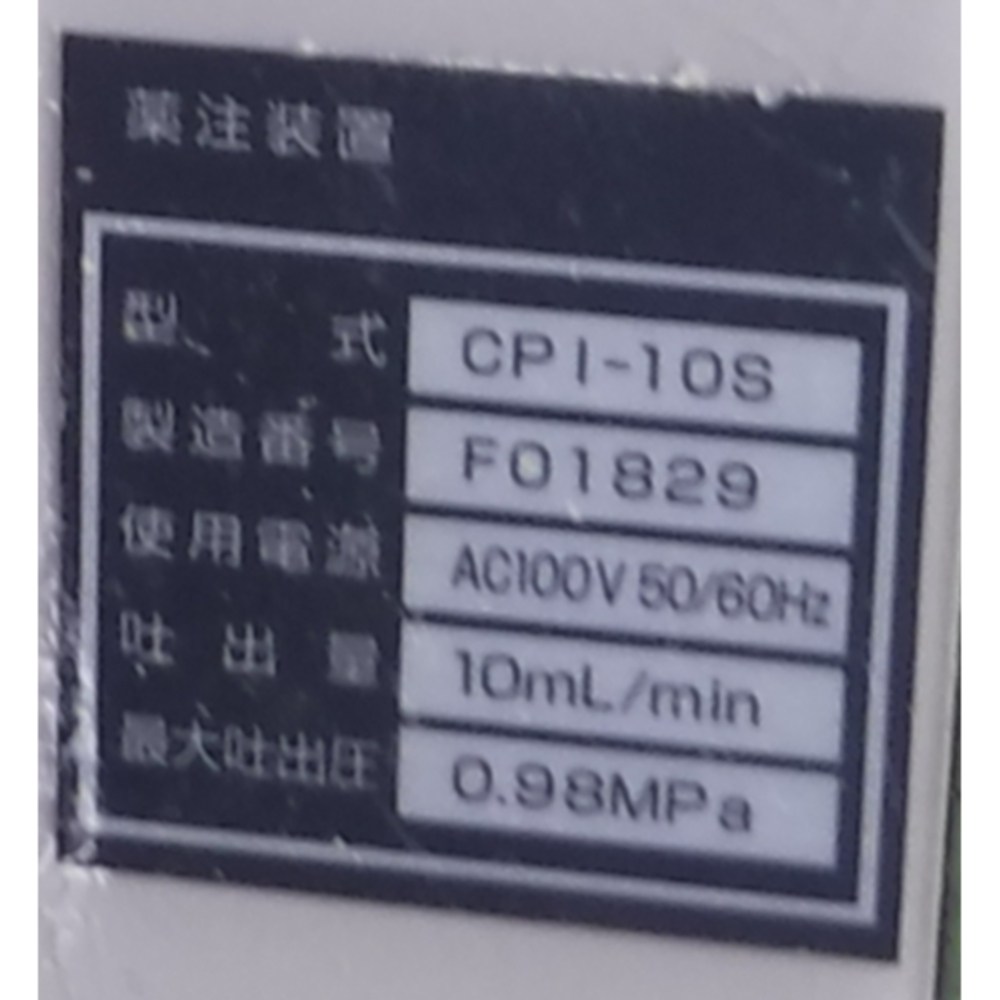 薬注装置
型式 CPI-10S
製造番号 F01829
使用電源 AC100V 50/60Hz
吐出量 10mL/min
最大吐出圧 0.98MPa